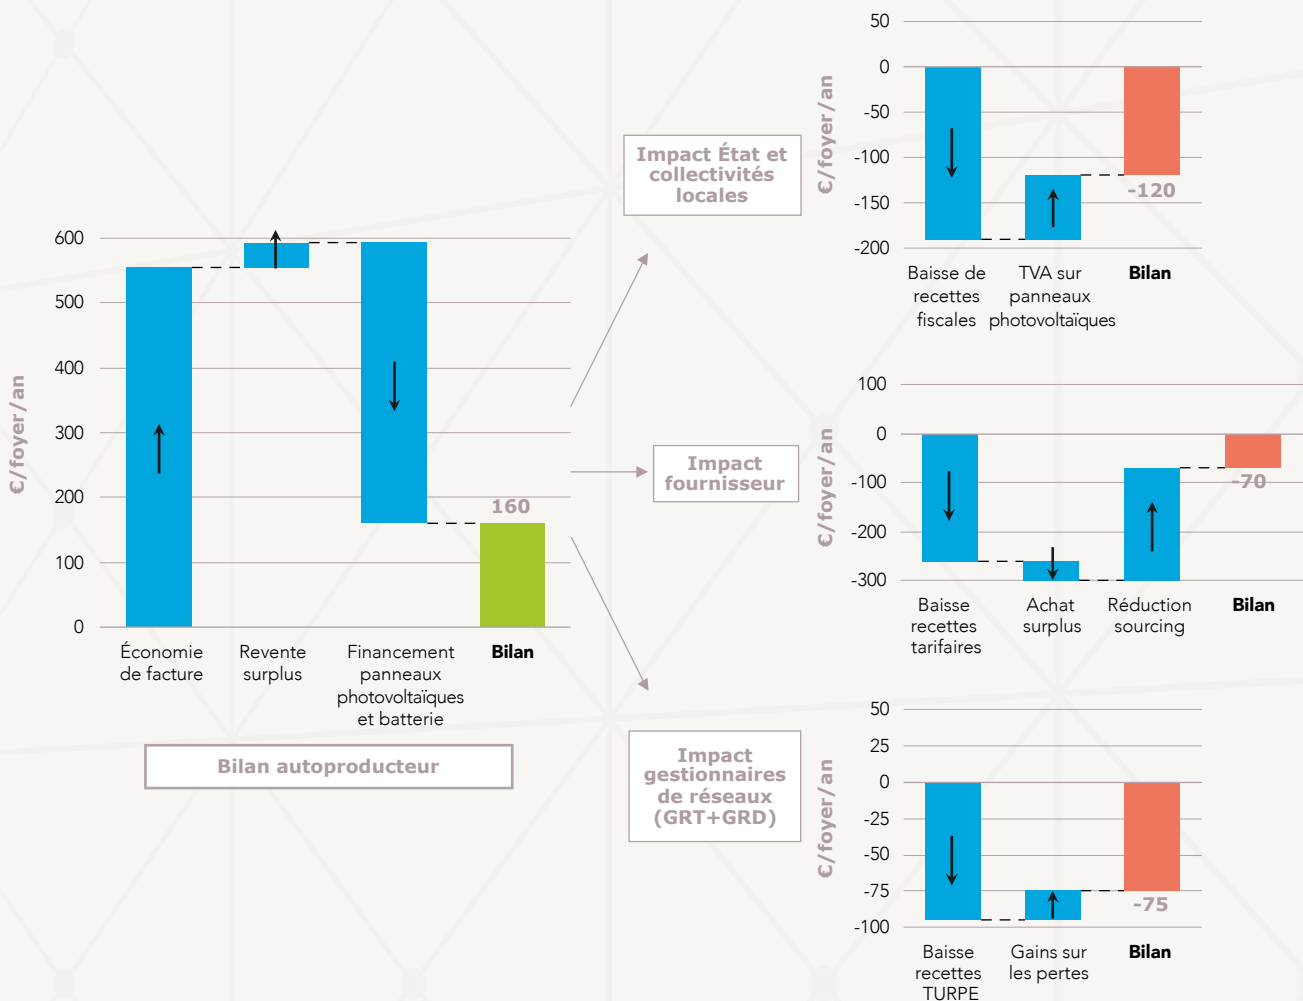 €/foyer/an
600
500
400
300
200
100
0
160
Économie
de facture
Revente
surplus
Financement
panneaux
photovoltaïques
et batterie
Bilan
Bilan autoproducteur
Impact État et
collectivités
locales
Impact
fournisseur
Impact
gestionnaires
de réseaux
(GRT+GRD)
€/foyer/an
50
0
-50
-100
-150
-200
-120
Baisse de
recettes
fiscales
TVA sur
panneaux
photovoltaïques
Bilan
€/foyer/an
100
0
-100
-200
-300
-70
Baisse
recettes
tarifaires
Achat
surplus
Réduction
sourcing
Bilan
€/foyer/an
50
25
0
-25
-50
-75
-100
-75
Baisse
recettes
TURPE
Gains sur
les pertes
Bilan